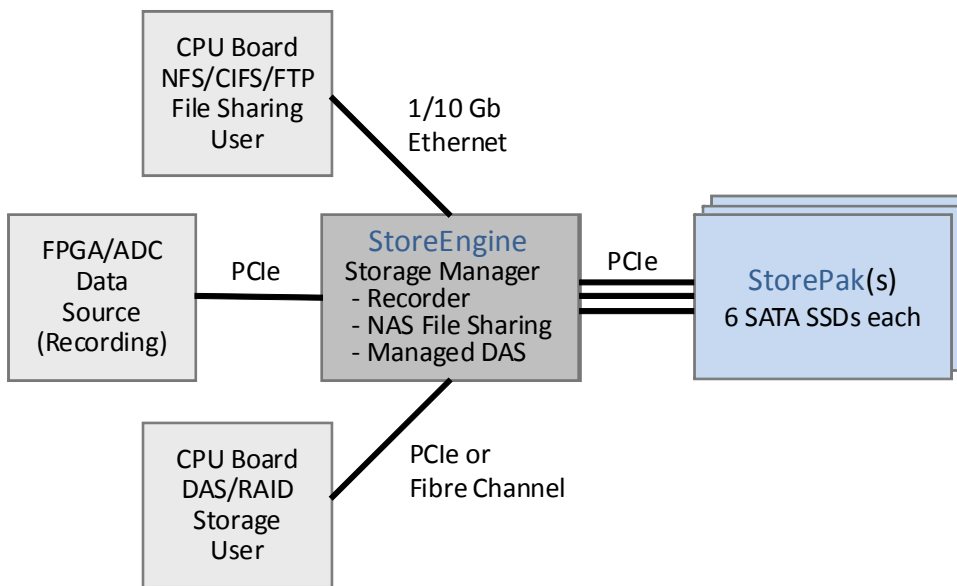 CPU Board
NFS/CIFS/FTP
File Sharing
User
1/10 Gb
Ethernet
FPGA/ADC
Data
Source
(Recording)
PCIe
StoreEngine
Storage Manager
- Recorder
- NAS File Sharing
- Managed DAS
PCIe
StorePak(s)
6 SATA SSDs each
CPU Board
DAS/RAID
Storage
User
PCIe or
Fibre Channel